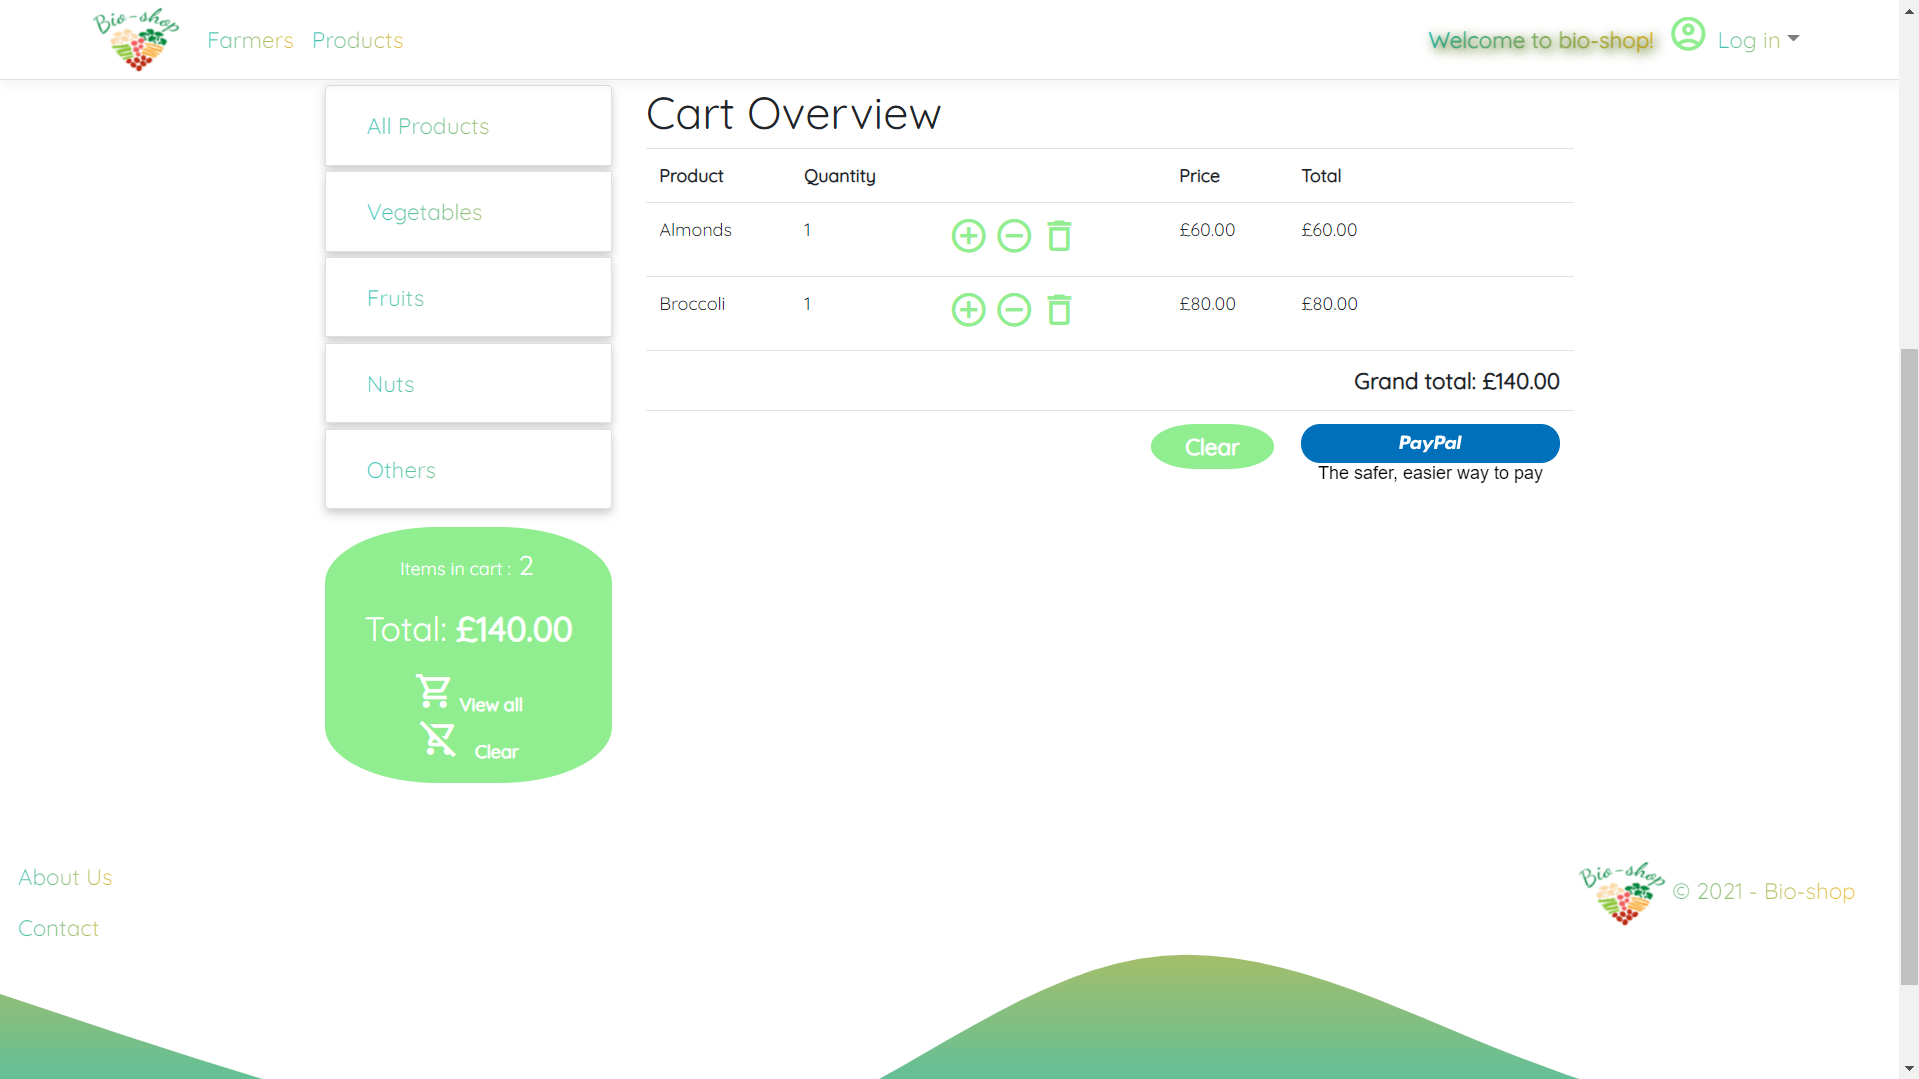 Bio-shop
Farmers Products
Welcome to bio-shop! Log in
All Products
Vegetables
Fruits
Nuts
Others
Items in cart : 2
Total: £140.00
View all
Clear
Cart Overview
Product Quantity Price Total
Almonds 1 £60.00 £60.00
Broccoli 1 £80.00 £80.00
Grand total: £140.00
Clear
PayPal
The safer, easier way to pay
About Us
Contact
Bio-shop
© 2021 - Bio-shop